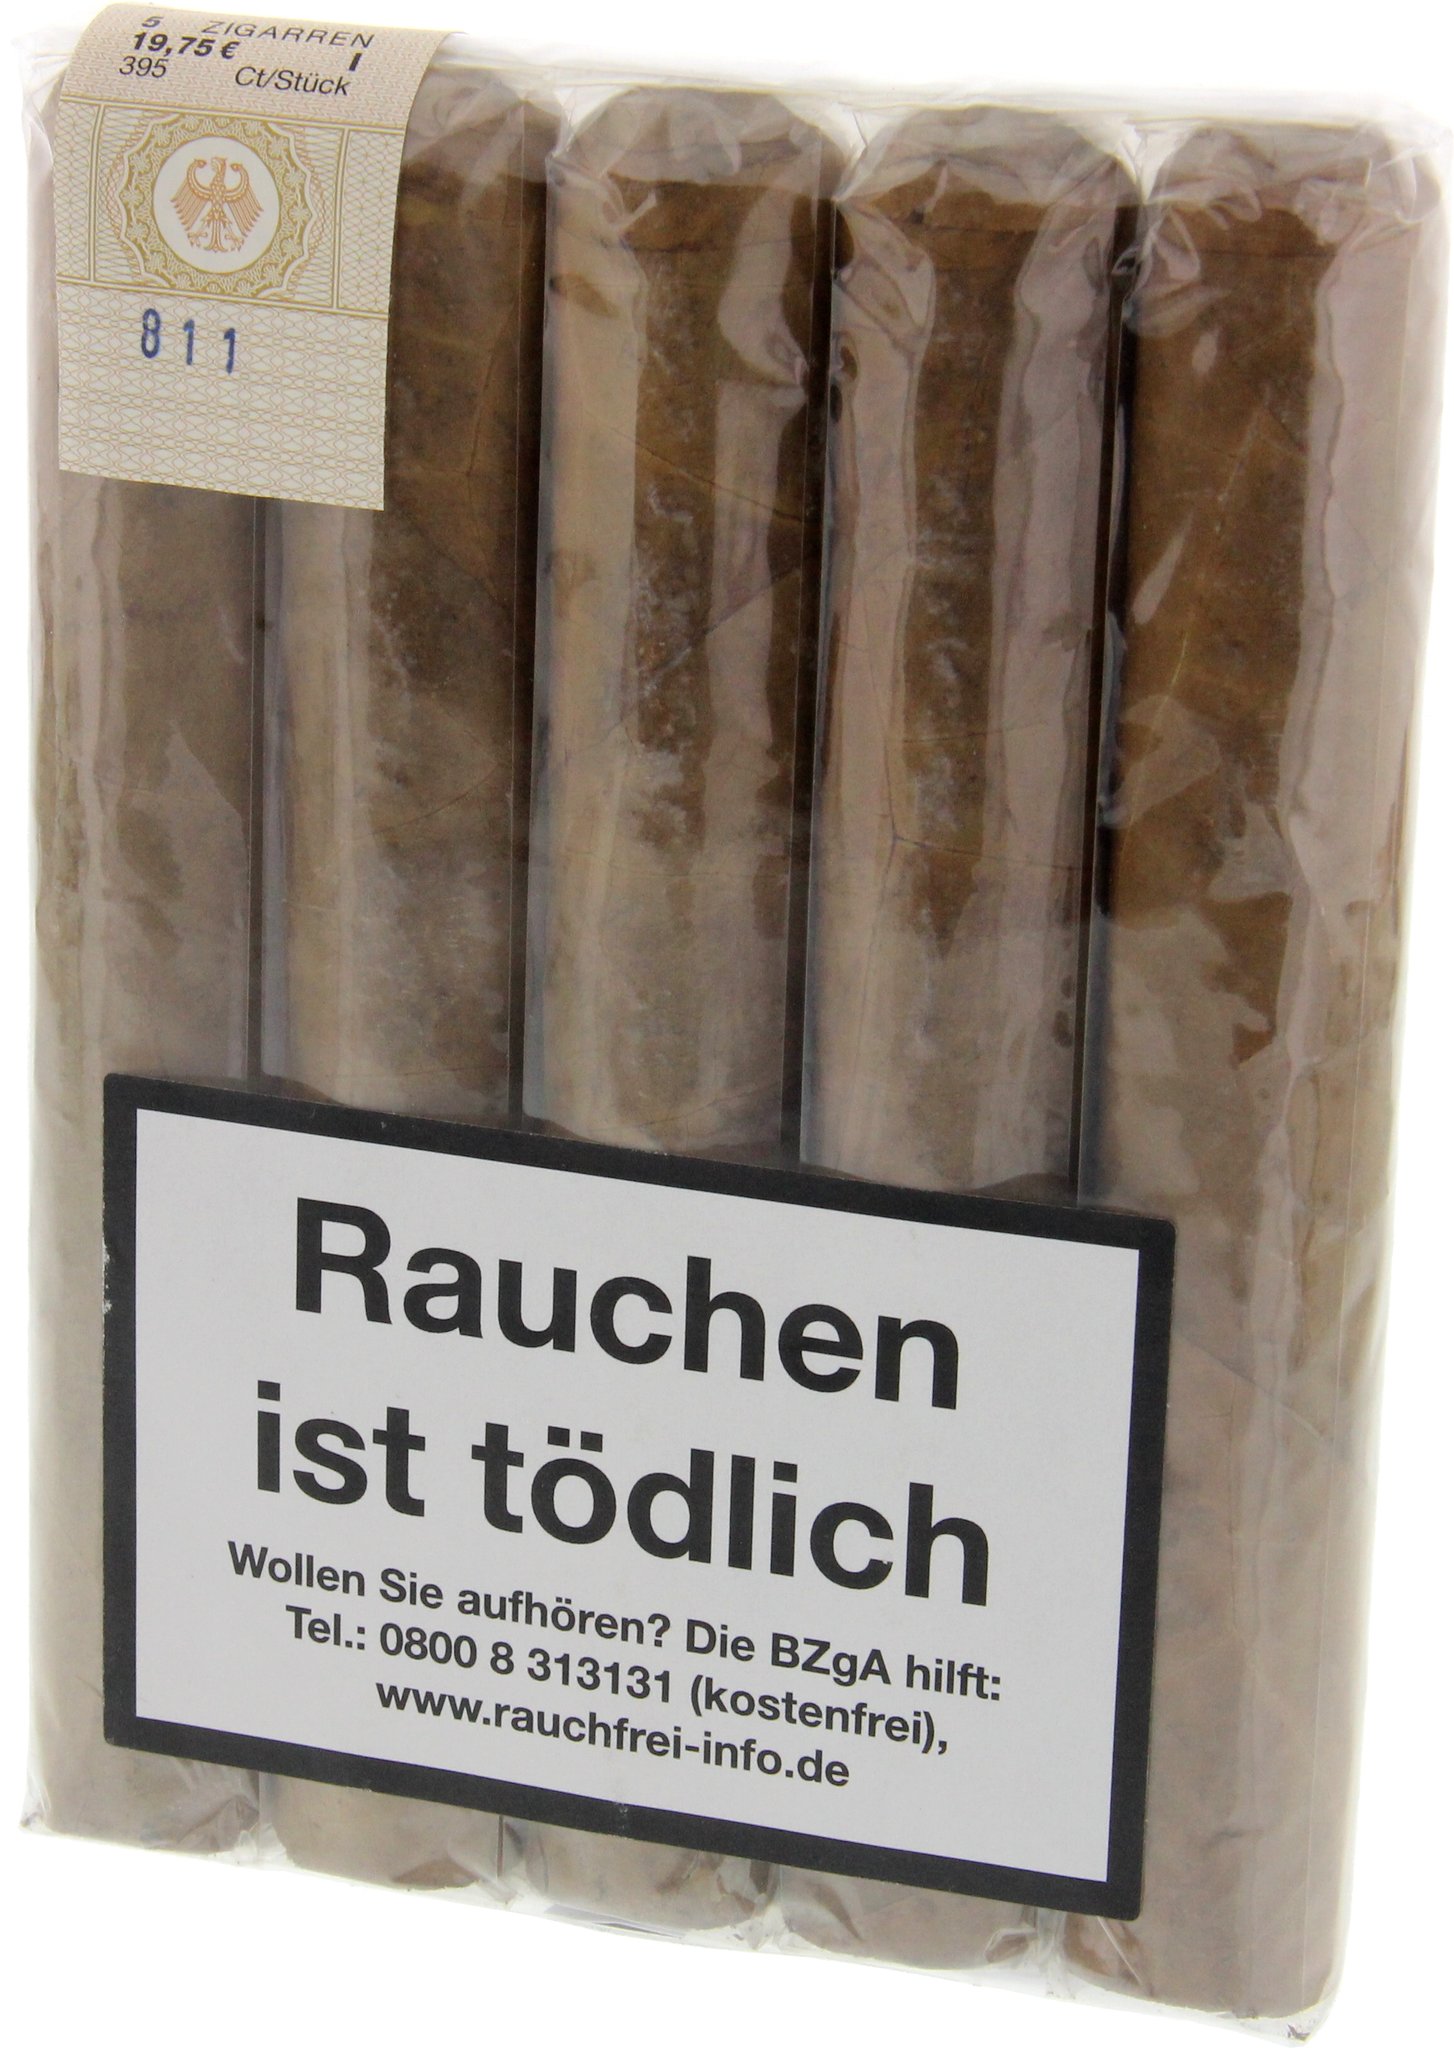 5 ZIGARREN
19,75 € I
395 Ct/Stück
811
Rauchen
ist tödlich
Wollen Sie aufhören? Die BZgA hilft:
Tel.: 0800 8 313131 (kostenfrei),
www.rauchfrei-info.de